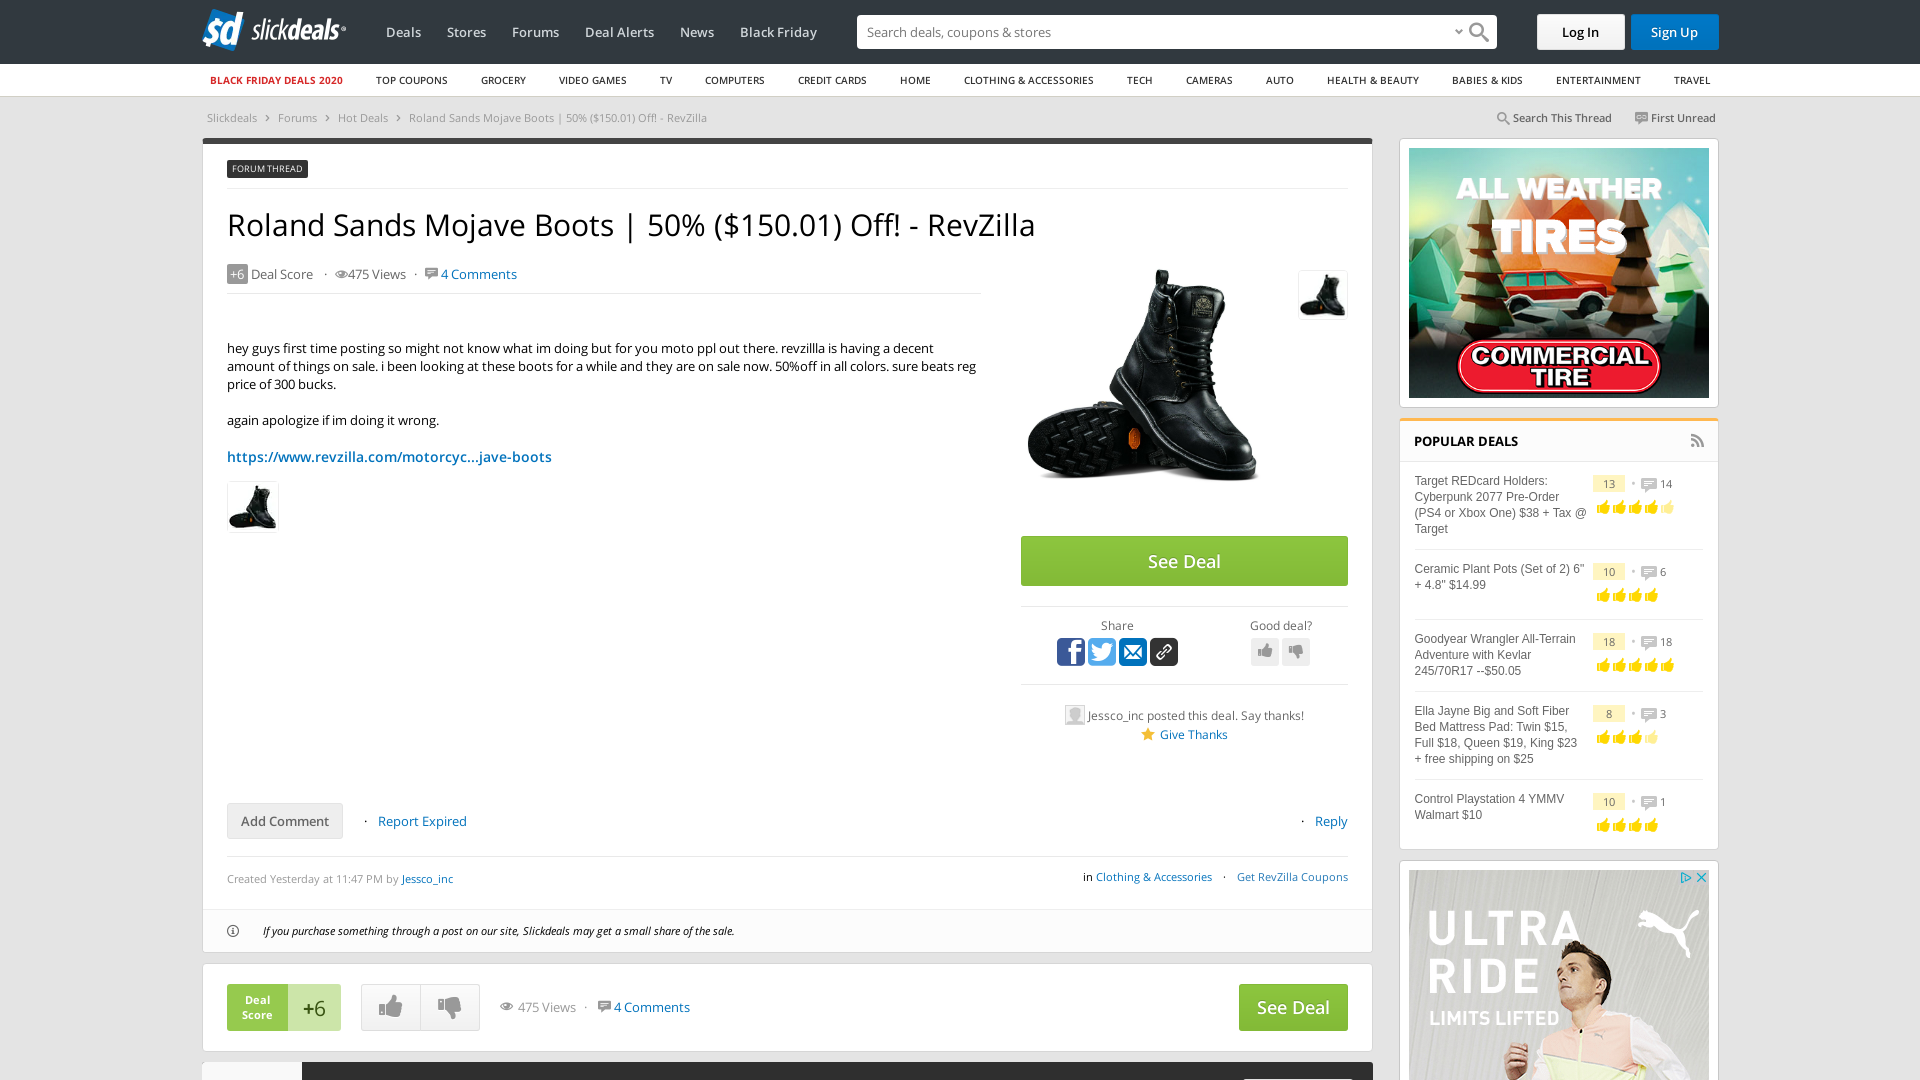 sd slickdeals®
Deals
Stores
Forums
Deal Alerts
News
Black Friday
Search deals, coupons & stores
Log In
Sign Up
BLACK FRIDAY DEALS 2020
TOP COUPONS
GROCERY
VIDEO GAMES
TV
COMPUTERS
CREDIT CARDS
HOME
CLOTHING & ACCESSORIES
TECH
CAMERAS
AUTO
HEALTH & BEAUTY
BABIES & KIDS
ENTERTAINMENT
TRAVEL
Slickdeals › Forums › Hot Deals › Roland Sands Mojave Boots | 50% ($150.01) Off! - RevZilla
Search This Thread
First Unread
FORUM THREAD
Roland Sands Mojave Boots | 50% ($150.01) Off! - RevZilla
+6 Deal Score · 475 Views · 4 Comments
hey guys first time posting so might not know what im doing but for you moto ppl out there. revzillla is having a decent
amount of things on sale. i been looking at these boots for a while and they are on sale now. 50%off in all colors. sure beats reg
price of 300 bucks.
again apologize if im doing it wrong.
https://www.revzilla.com/motorcyc...jave-boots
See Deal
Share
Good deal?
Jessco_inc posted this deal. Say thanks!
Give Thanks
Add Comment
· Report Expired
· Reply
Created Yesterday at 11:47 PM by Jessco_inc
in Clothing & Accessories · Get RevZilla Coupons
If you purchase something through a post on our site, Slickdeals may get a small share of the sale.
Deal
Score
+6
475 Views · 4 Comments
See Deal
ALL WEATHER
TIRES
COMMERCIAL
TIRE
POPULAR DEALS
Target REDcard Holders:
Cyberpunk 2077 Pre-Order
(PS4 or Xbox One) $38 + Tax @
Target
13 • 14
Ceramic Plant Pots (Set of 2) 6"
+ 4.8" $14.99
10 • 6
Goodyear Wrangler All-Terrain
Adventure with Kevlar
245/70R17 --$50.05
18 • 18
Ella Jayne Big and Soft Fiber
Bed Mattress Pad: Twin $15,
Full $18, Queen $19, King $23
+ free shipping on $25
8 • 3
Control Playstation 4 YMMV
Walmart $10
10 • 1
ULTRA
RIDE
LIMITS LIFTED